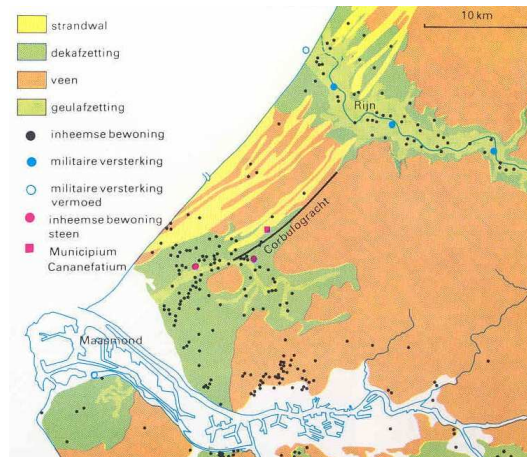 strandwal
dekafzetting
veen
geulafzetting
inheemse bewoning
militaire versterking
militaire versterking
vermoed
inheemse bewoning
steen
Municipium
Cananefatium
10 km
Rijn
Corbulogracht
Maasmond